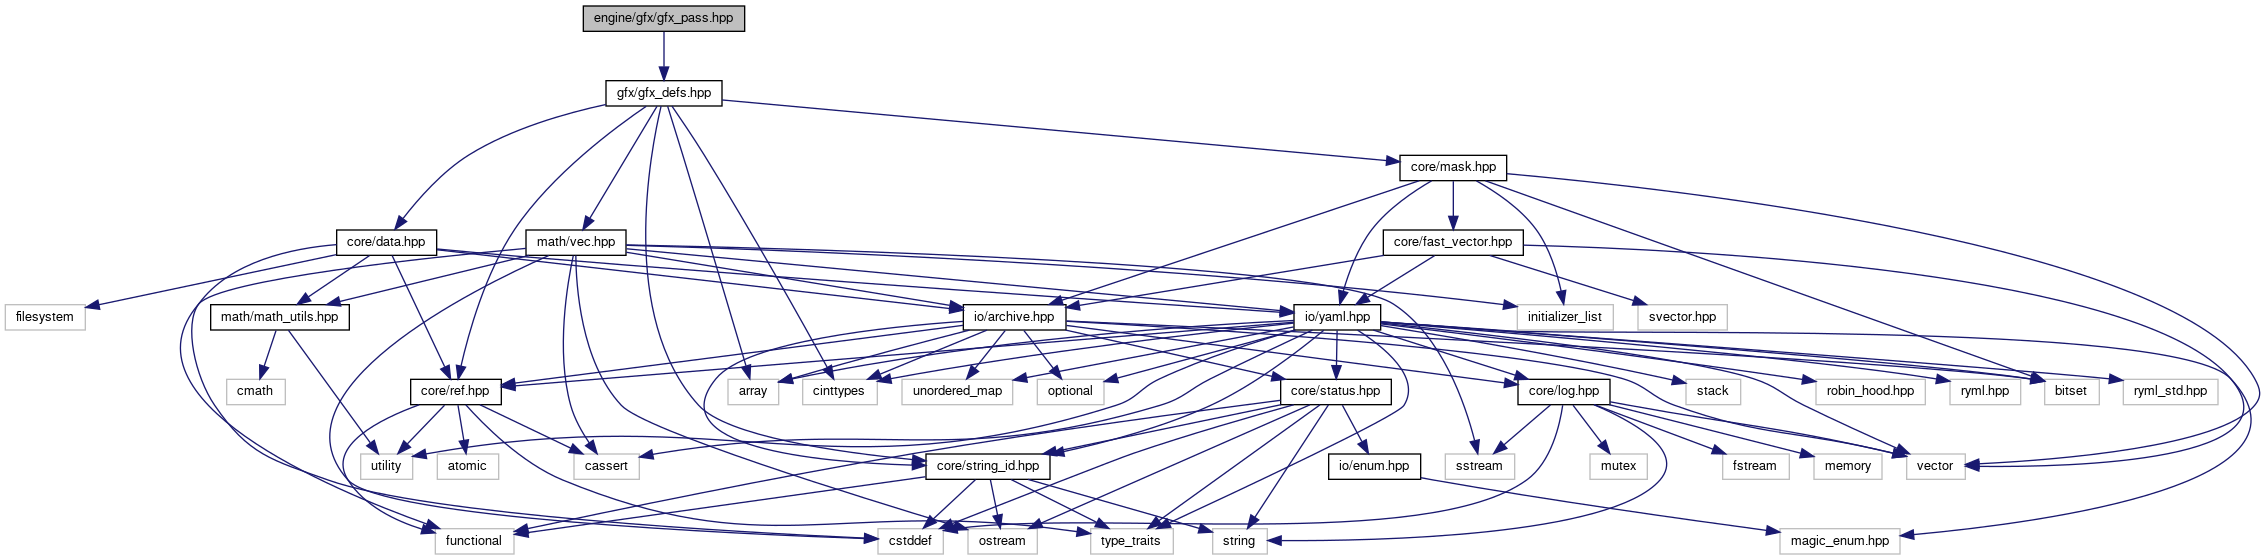 engine/gfx/gfx_pass.hpp
gfx/gfx_defs.hpp
core/mask.hpp
core/data.hpp
math/vec.hpp
core/fast_vector.hpp
filesystem
math/math_utils.hpp
io/archive.hpp
io/yaml.hpp
initializer_list
svector.hpp
cmath
core/ref.hpp
array
cinttypes
unordered_map
optional
core/status.hpp
core/log.hpp
stack
robin_hood.hpp
ryml.hpp
bitset
ryml_std.hpp
utility
atomic
cassert
core/string_id.hpp
io/enum.hpp
sstream
mutex
fstream
memory
vector
functional
cstddef
ostream
type_traits
string
magic_enum.hpp